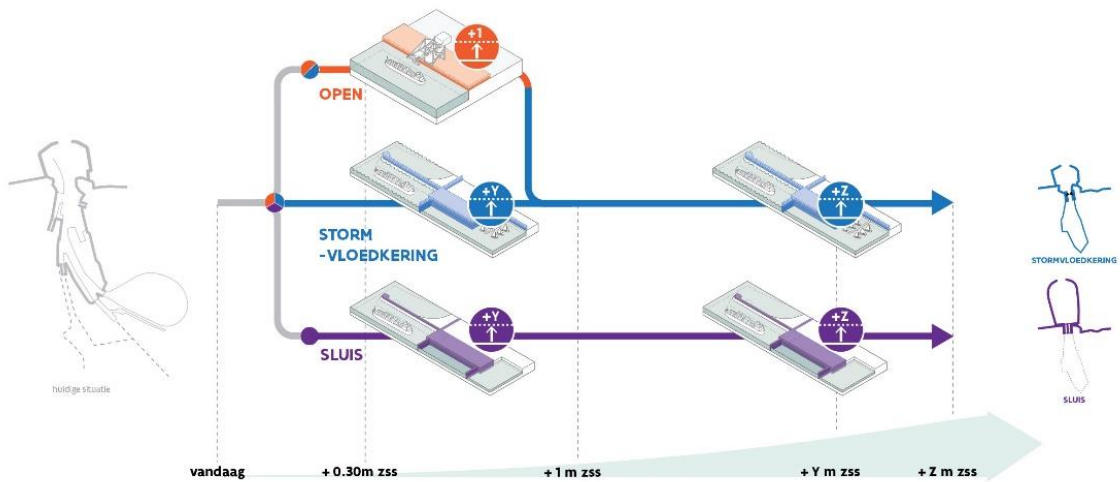 +1
OPEN
+Y
+Z
STORM
-VLOEDKERING
STORMVLOEDKERING
+Y
+Z
SLUIS
SLUIS
huidige situatie
vandaag
+ 0.30m zss
+ 1 m zss
+ Y m zss
+ Z m zss